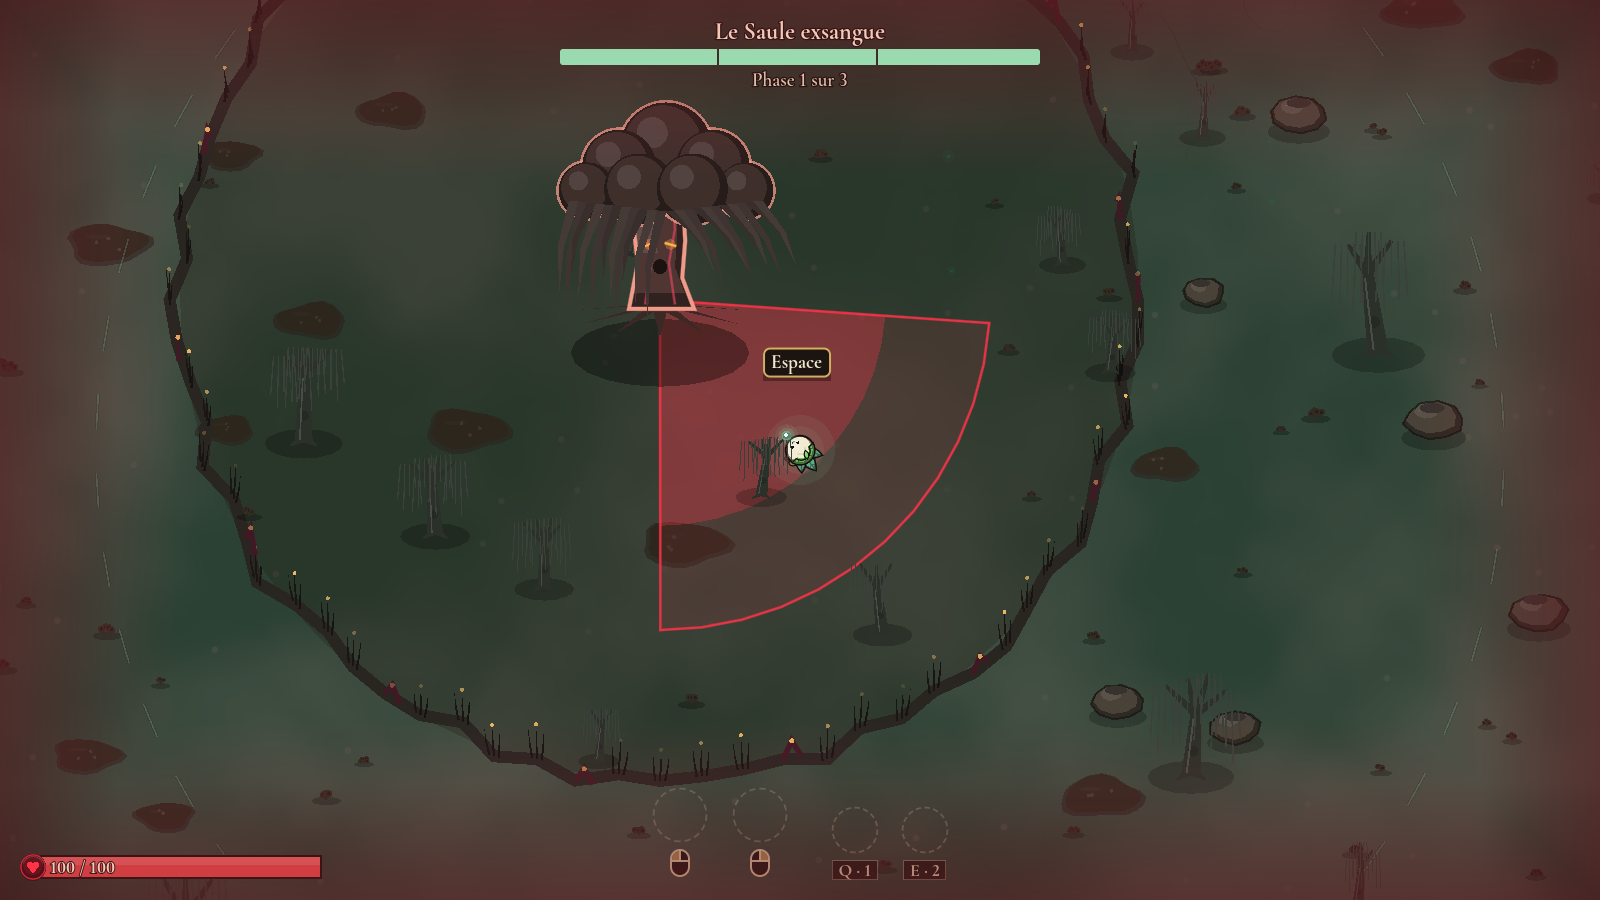 Le Saule exsangue
Phase 1 sur 3
Espace
100 / 100
Q · 1
E · 2